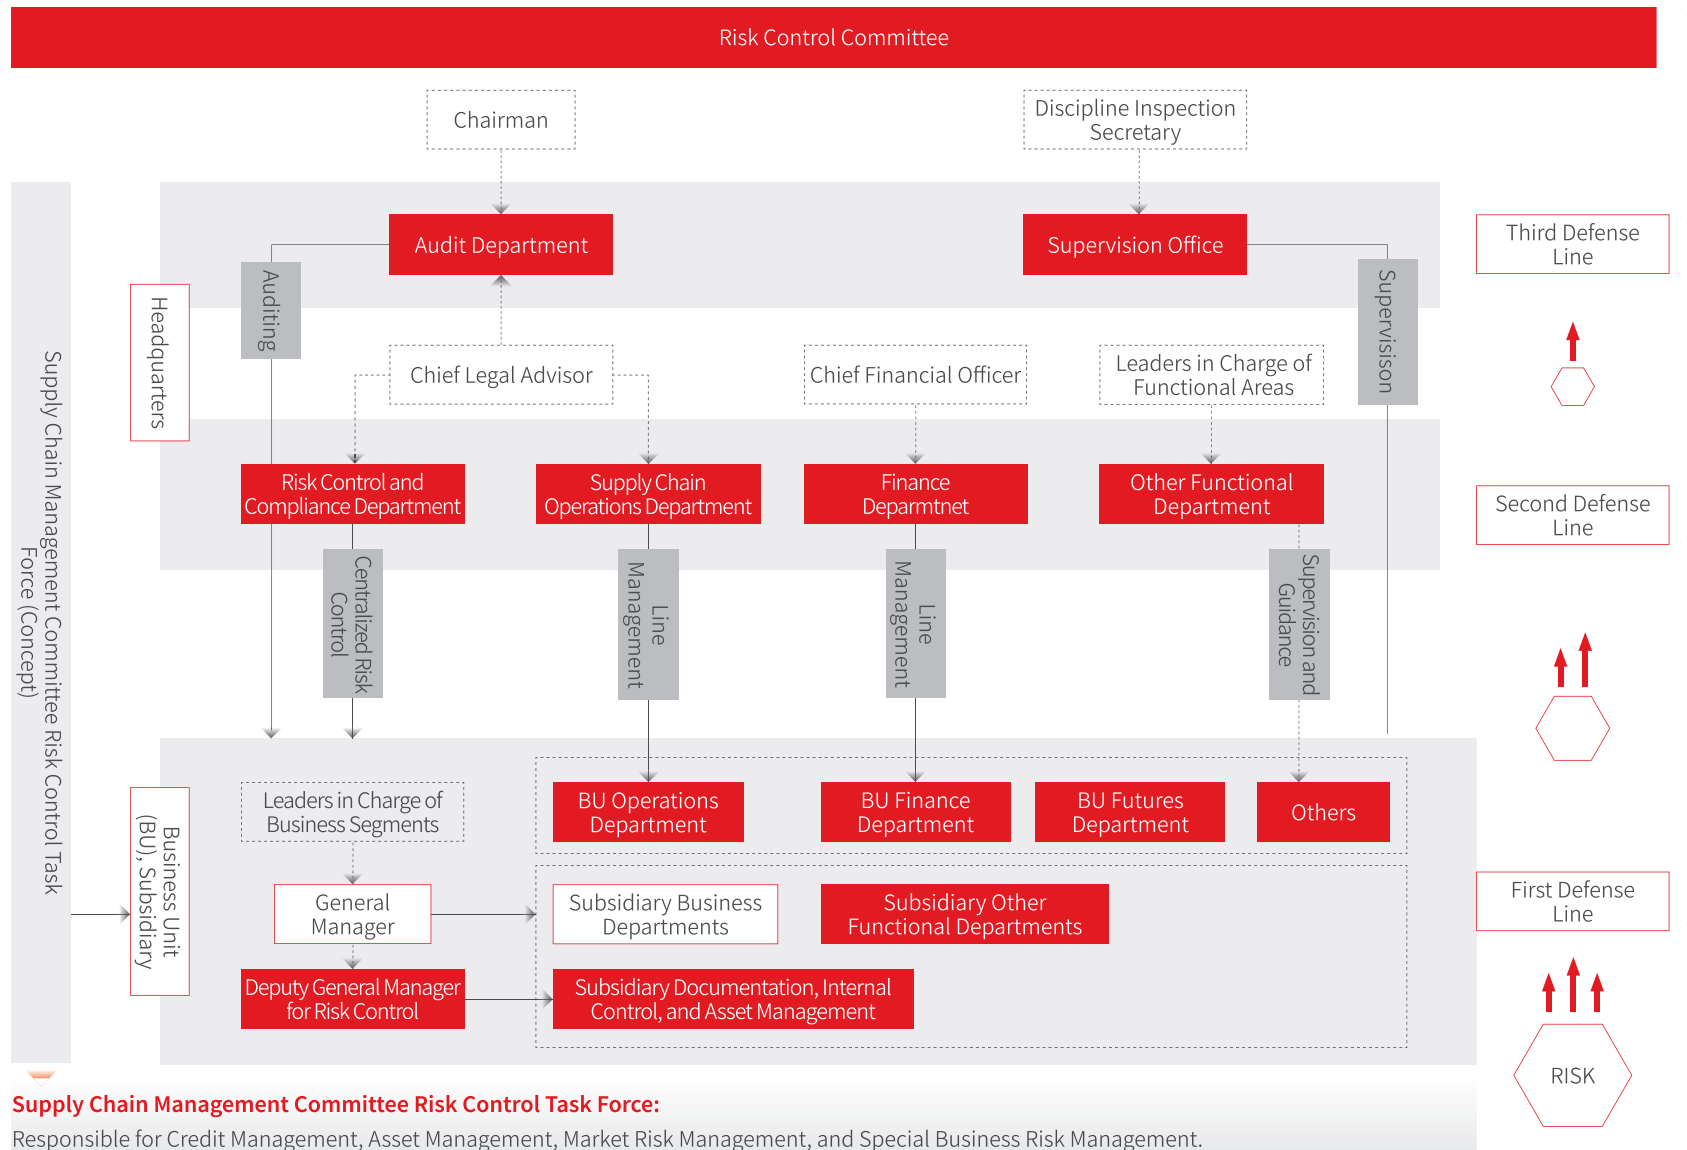 Risk Control Committee
Chairman
Discipline Inspection
Secretary
Audit Department
Supervision Office
Third Defense
Line
Auditing
Supervisison
Headquarters
Chief Legal Advisor
Chief Financial Officer
Leaders in Charge of
Functional Areas
Supply Chain Management Committee Risk Control Task
Force (Concept)
Risk Control and
Compliance Department
Supply Chain
Operations Department
Finance
Deparmtnet
Other Functional
Department
Second Defense
Line
Centralized Risk
Control
Line
Management
Line
Management
Supervision and
Guidance
Business Unit
(BU), Subsidiary
Leaders in Charge of
Business Segments
BU Operations
Department
BU Finance
Department
BU Futures
Department
Others
General
Manager
Subsidiary Business
Departments
Subsidiary Other
Functional Departments
First Defense
Line
Deputy General Manager
for Risk Control
Subsidiary Documentation, Internal
Control, and Asset Management
RISK
Supply Chain Management Committee Risk Control Task Force:
Responsible for Credit Management, Asset Management, Market Risk Management, and Special Business Risk Management.